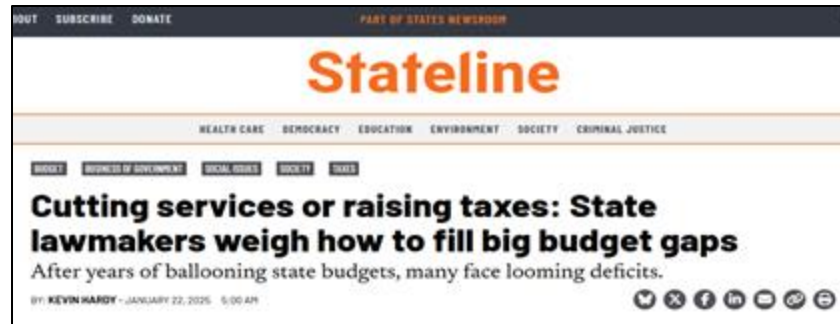 OUT SUBSCRIBE DONATE PART OF STATES NEWSROOM
Stateline
HEALTH CARE DEMOCRACY EDUCATION ENVIRONMENT SOCIETY CRIMINAL JUSTICE
BUDGET BUSINESS OF GOVERNMENT SOCIAL ISSUES SOCIETY TAXES
Cutting services or raising taxes: State
lawmakers weigh how to fill big budget gaps
After years of ballooning state budgets, many face looming deficits.
BY: KEVIN HARDY - JANUARY 22, 2025 5:00 AM